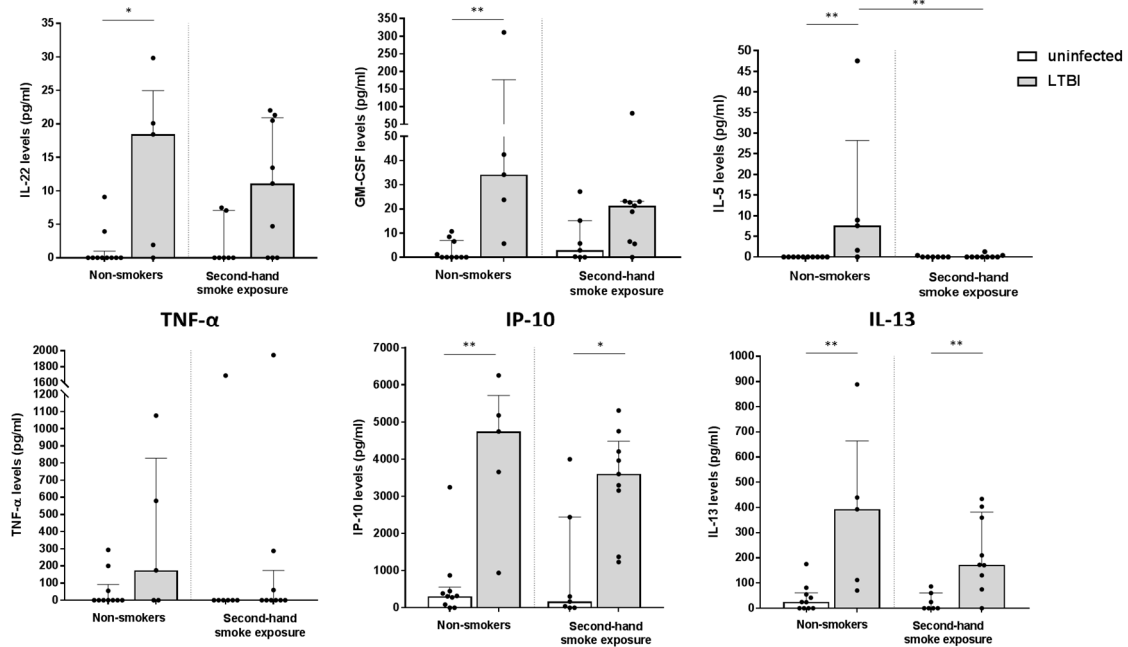 * ** ** **
35 30 25 20 15 10 5 0
IL-22 levels (pg/ml)
Non-smokers Second-hand
smoke exposure
350 300 250 200 150 100 50
50 40 30 20 10 0
GM-CSF levels (pg/ml)
Non-smokers Second-hand
smoke exposure
50 45 40 35 30 25 20 15 10 5 0
IL-5 levels (pg/ml)
Non-smokers Second-hand
smoke exposure
uninfected
LTBI
TNF-α
2000 1800 1600
1200 1100 1000 900 800 700 600 500 400 300 200 100 0
TNF-α levels (pg/ml)
Non-smokers Second-hand
smoke exposure
IP-10
** *
7000 6000 5000 4000 3000 2000 1000 0
IP-10 levels (pg/ml)
Non-smokers Second-hand
smoke exposure
IL-13
** **
1000 900 800 700 600 500 400 300 200 100 0
IL-13 levels (pg/ml)
Non-smokers Second-hand
smoke exposure